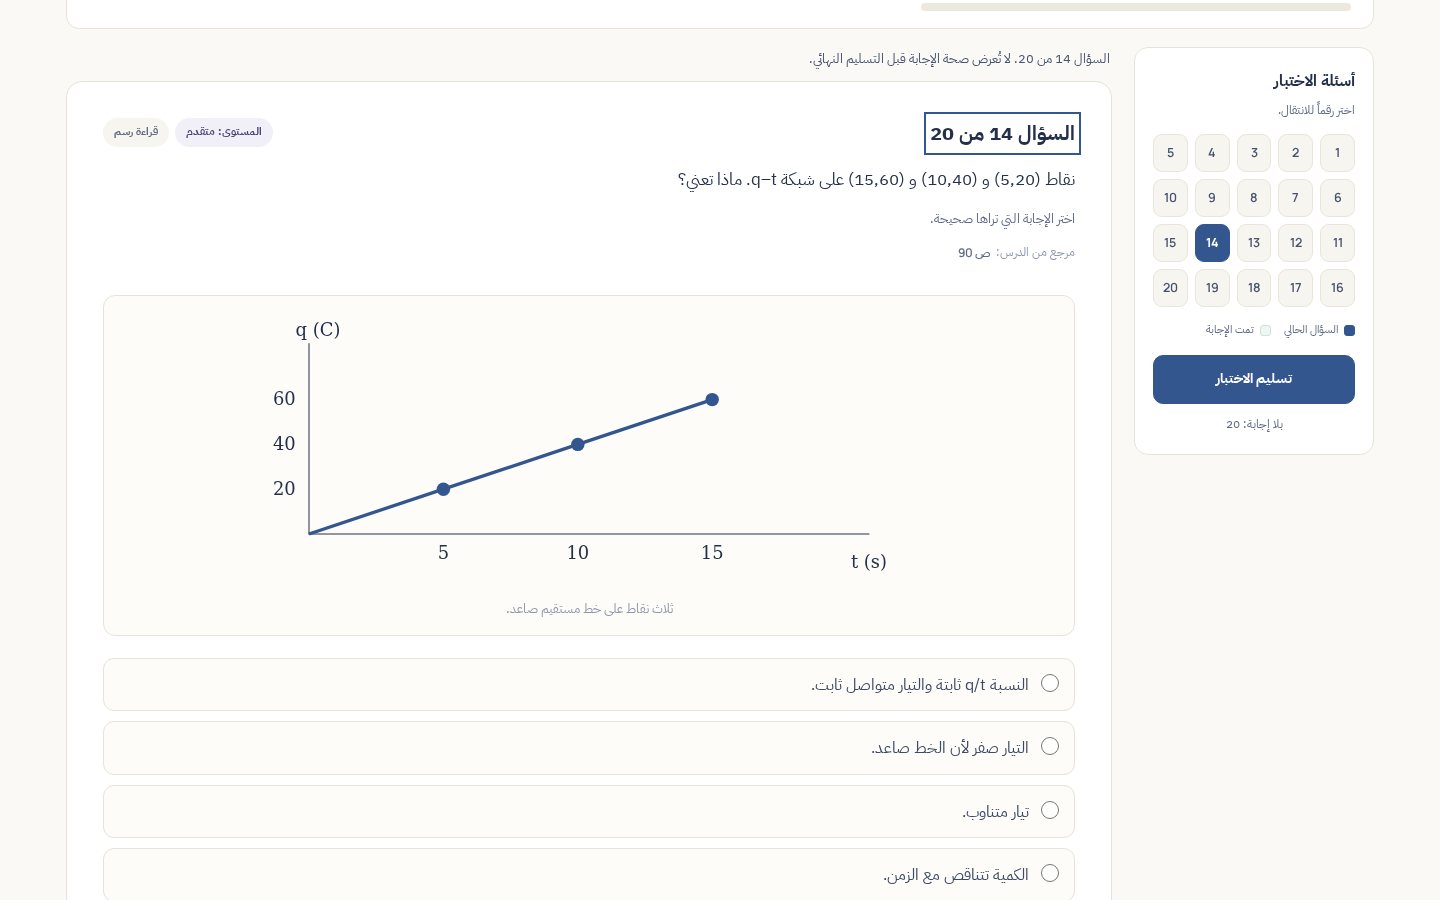 السؤال 14 من 20. لا تُعرض صحة الإجابة قبل التسليم النهائي.
أسئلة الاختبار
اختر رقماً للانتقال.
1 2 3 4 5
6 7 8 9 10
11 12 13 14 15
16 17 18 19 20
السؤال الحالي تمت الإجابة
تسليم الاختبار
بلا إجابة: 20
السؤال 14 من 20
المستوى: متقدم قراءة رسم
نقاط (5,20) و (10,40) و (15,60) على شبكة q–t. ماذا تعني؟
اختر الإجابة التي تراها صحيحة.
مرجع من الدرس: ص 90
q (C)
60
40
20
5 10 15
t (s)
ثلاث نقاط على خط مستقيم صاعد.
النسبة q/t ثابتة والتيار متواصل ثابت.
التيار صفر لأن الخط صاعد.
تيار متناوب.
الكمية تتناقص مع الزمن.